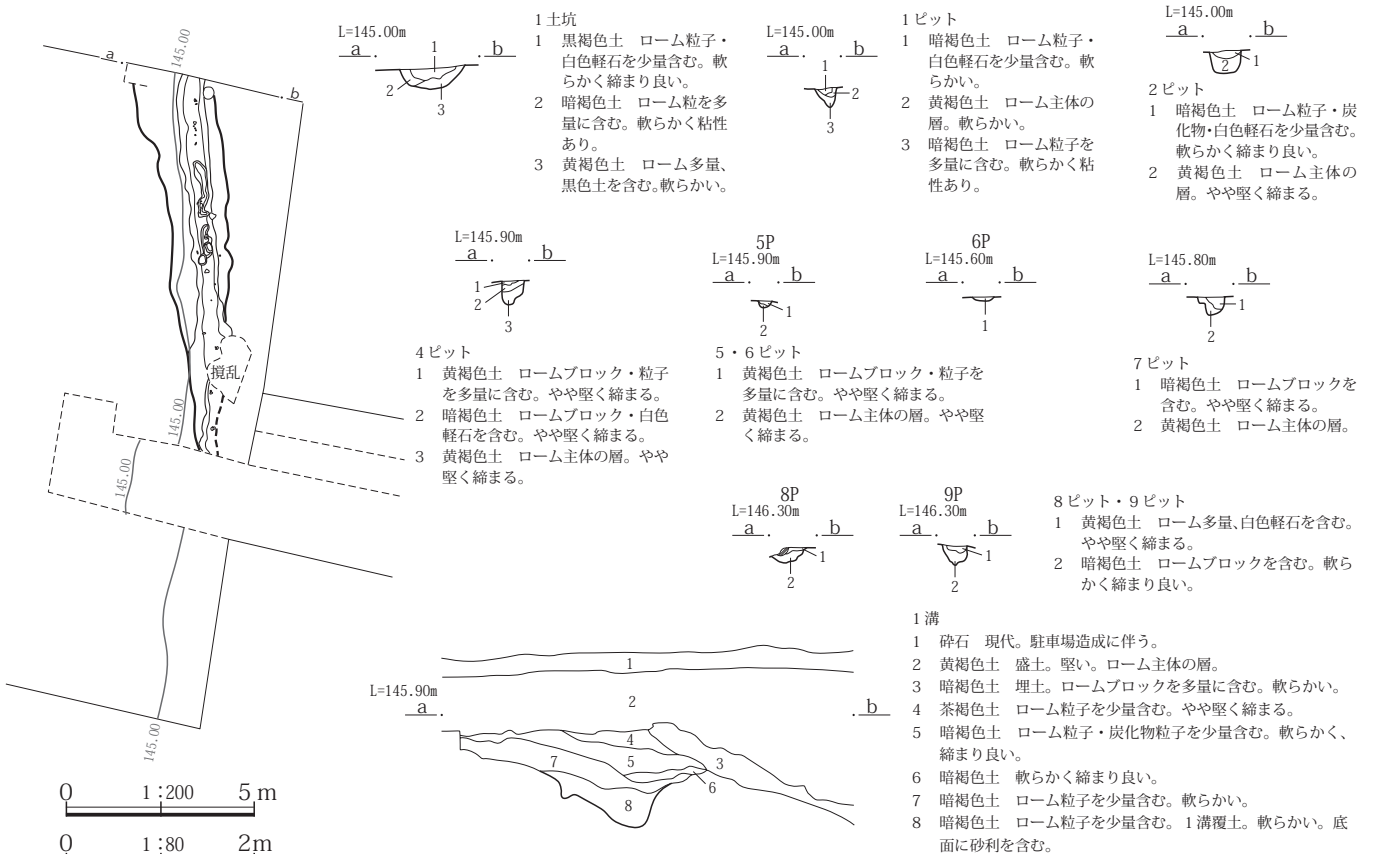 a
145.00
b
145.00
撹乱
145.00
145.00
0 1:200 5m
0 1:80 2m
L=145.00m
a b
1
2
3
1土坑
1 黒褐色土 ローム粒子・
白色軽石を少量含む。軟
らかく締まり良い。
2 暗褐色土 ローム粒を多
量に含む。軟らかく粘性
あり。
3 黄褐色土 ローム多量、
黒色土を含む。軟らかい。
L=145.00m
a b
1
2
3
1ピット
1 暗褐色土 ローム粒子・
白色軽石を少量含む。軟
らかい。
2 黄褐色土 ローム主体の
層。軟らかい。
3 暗褐色土 ローム粒子を
多量に含む。軟らかく粘
性あり。
L=145.00m
a b
1
2
2ピット
1 暗褐色土 ローム粒子・炭
化物・白色軽石を少量含む。
軟らかく締まり良い。
2 黄褐色土 ローム主体の
層。やや堅く締まる。
L=145.90m
a b
1
2
3
4ピット
1 黄褐色土 ロームブロック・粒子
を多量に含む。やや堅く締まる。
2 暗褐色土 ロームブロック・白色
軽石を含む。やや堅く締まる。
3 黄褐色土 ローム主体の層。やや
堅く締まる。
5P
L=145.90m
a b
1
2
6P
L=145.60m
a b
1
5・6ピット
1 黄褐色土 ロームブロック・粒子を
多量に含む。やや堅く締まる。
2 黄褐色土 ローム主体の層。やや堅
く締まる。
L=145.80m
a b
1
2
7ピット
1 暗褐色土 ロームブロックを
含む。やや堅く締まる。
2 黄褐色土 ローム主体の層。
8P
L=146.30m
a b
1
2
9P
L=146.30m
a b
1
2
8ピット・9ピット
1 黄褐色土 ローム多量、白色軽石を含む。
やや堅く締まる。
2 暗褐色土 ロームブロックを含む。軟ら
かく締まり良い。
L=145.90m
a b
1
2
3
4
5
6
7
8
1溝
1 砕石 現代。駐車場造成に伴う。
2 黄褐色土 盛土。堅い。ローム主体の層。
3 暗褐色土 埋土。ロームブロックを多量に含む。軟らかい。
4 茶褐色土 ローム粒子を少量含む。やや堅く締まる。
5 暗褐色土 ローム粒子・炭化物粒子を少量含む。軟らかく、
締まり良い。
6 暗褐色土 軟らかく締まり良い。
7 暗褐色土 ローム粒子を少量含む。軟らかい。
8 暗褐色土 ローム粒子を少量含む。1溝覆土。軟らかい。底
面に砂利を含む。